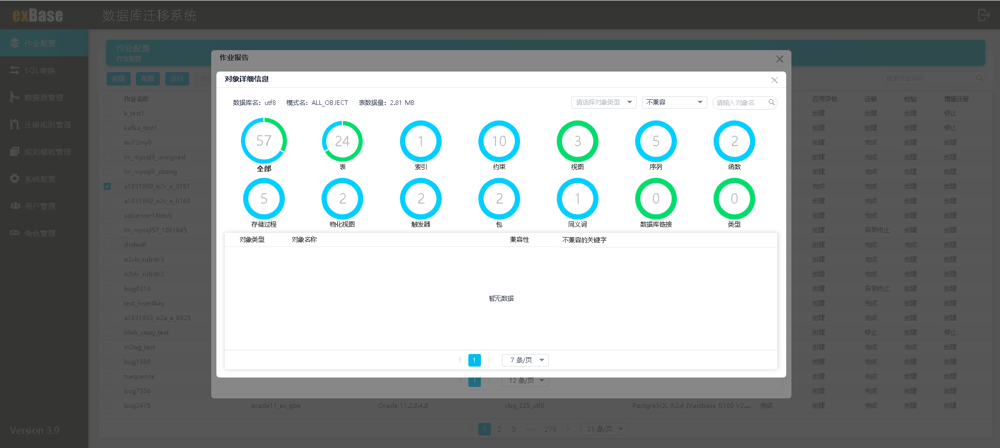 exBase
数据库迁移系统
作业配置
SQL转换
数据源管理
迁移规则管理
规则模板管理
系统配置
用户管理
角色管理
Version 3.9
作业配置
作业配置
新建
配置
运行
搜索作业名称
作业名称
应用评估
迁移
校验
增量迁移
k_test1
创建
创建
创建
停止
kafka_test1
创建
创建
创建
停止
ou72my8
创建
完成
创建
创建
lm_mysql8_unsigned
创建
完成
创建
创建
lm_mysql8_zizeng
创建
完成
创建
创建
a1031880_o2v_e_3151
完成
完成
创建
创建
a1031880_o2v_e_6169
创建
完成
创建
创建
sqlserver14tovb
创建
完成
创建
创建
lm_mysql57_1061645
创建
异常终止
创建
创建
dsdwdf
创建
完成
完成
创建
o2vb_substr3
创建
完成
创建
创建
o2vb_substr2
创建
完成
创建
创建
bug0218
创建
异常终止
创建
创建
test_insertkey
创建
完成
创建
创建
a1031933_o2a_e_6825
创建
完成
创建
创建
blob_copy_test
创建
停止
创建
停止
m2og_test
创建
完成
完成
创建
bug1580
创建
完成
创建
创建
tsequence
创建
完成
创建
创建
bug7556
创建
完成
创建
创建
bug2475
oracle11_ex_gbk
Oracle 11.2.0.4.0
vbg_225_utf8
PostgreSQL 9.2.4 (Vastbase G100 V2....
完成
创建
完成
创建
创建
1
2
3
···
278
21 条/页
作业报告
对象详细信息
数据库名：utf8
模式名：ALL_OBJECT
表数据量：2.81 MB
请选择对象类型
不兼容
请输入对象名
57
全部
24
表
1
索引
10
约束
3
视图
5
序列
2
函数
5
存储过程
2
物化视图
2
触发器
2
包
1
同义词
0
数据库链接
0
类型
对象类型
对象名称
兼容性
不兼容的关键字
暂无数据
1
7 条/页
1
12 条/页